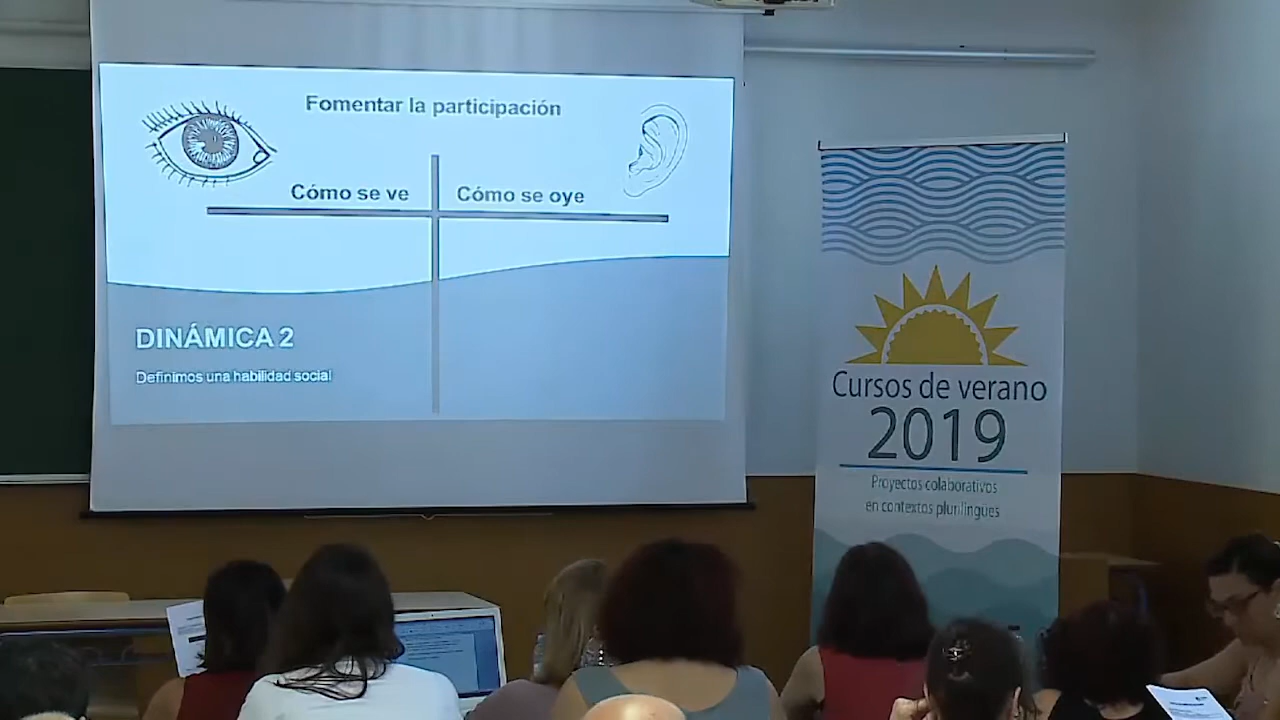 Fomentar la participación
Cómo se ve
Cómo se oye
DINÁMICA 2
Definimos una habilidad social
Cursos de verano
2019
Proyectos colaborativos
en contextos plurilingües